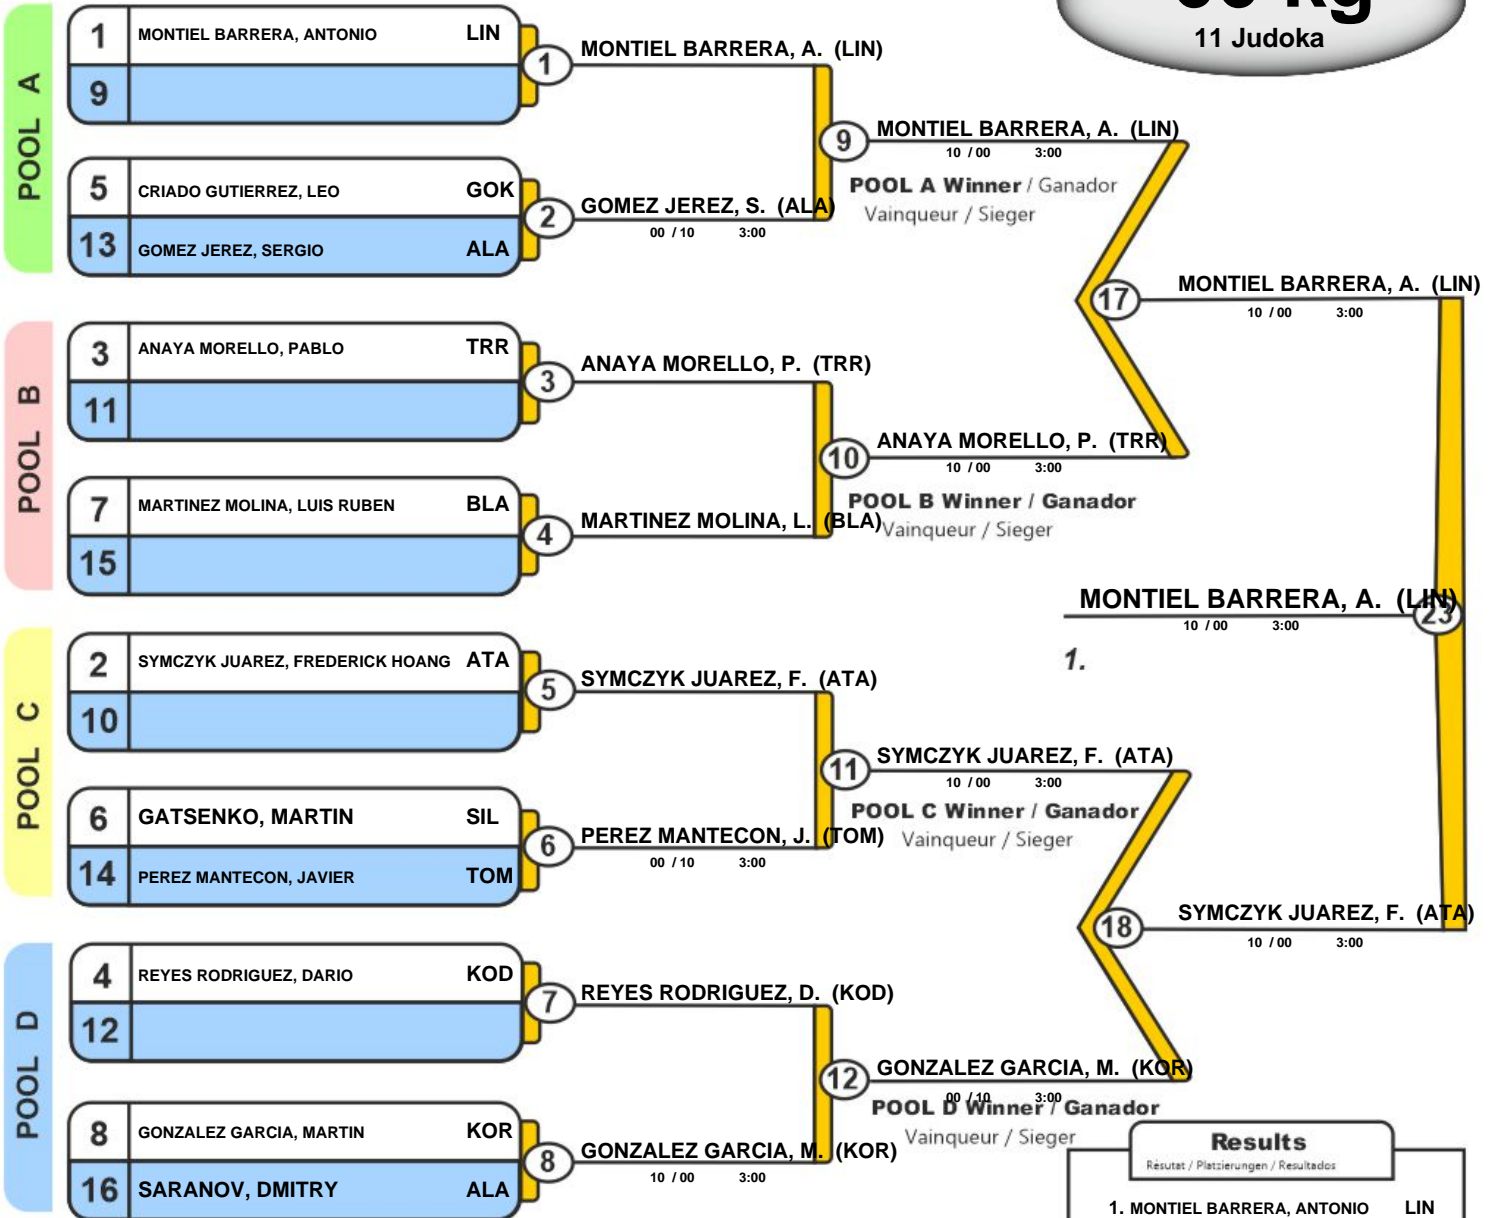 kg
11 Judoka
POOL A
1 MONTIEL BARRERA, ANTONIO LIN
9
1
MONTIEL BARRERA, A. (LIN)
5 CRIADO GUTIERREZ, LEO GOK
13 GOMEZ JEREZ, SERGIO ALA
2
GOMEZ JEREZ, S. (ALA)
00 / 10 3:00
9
MONTIEL BARRERA, A. (LIN)
10 / 00 3:00
POOL A Winner / Ganador
Vainqueur / Sieger
POOL B
3 ANAYA MORELLO, PABLO TRR
11
3
ANAYA MORELLO, P. (TRR)
7 MARTINEZ MOLINA, LUIS RUBEN BLA
15
4
MARTINEZ MOLINA, L. (BLA)
10
ANAYA MORELLO, P. (TRR)
10 / 00 3:00
POOL B Winner / Ganador
Vainqueur / Sieger
17
MONTIEL BARRERA, A. (LIN)
10 / 00 3:00
MONTIEL BARRERA, A. (LIN)
23
10 / 00 3:00
1.
POOL C
2 SYMCZYK JUAREZ, FREDERICK HOANG ATA
10
5
SYMCZYK JUAREZ, F. (ATA)
6 GATSENKO, MARTIN SIL
14 PEREZ MANTECON, JAVIER TOM
6
PEREZ MANTECON, J. (TOM)
00 / 10 3:00
11
SYMCZYK JUAREZ, F. (ATA)
10 / 00 3:00
POOL C Winner / Ganador
Vainqueur / Sieger
18
SYMCZYK JUAREZ, F. (ATA)
10 / 00 3:00
POOL D
4 REYES RODRIGUEZ, DARIO KOD
12
7
REYES RODRIGUEZ, D. (KOD)
8 GONZALEZ GARCIA, MARTIN KOR
16 SARANOV, DMITRY ALA
8
GONZALEZ GARCIA, M. (KOR)
10 / 00 3:00
12
GONZALEZ GARCIA, M. (KOR)
00 / 10 3:00
POOL D Winner / Ganador
Vainqueur / Sieger
Results
Résutat / Platzierungen / Resultados
1. MONTIEL BARRERA, ANTONIO LIN